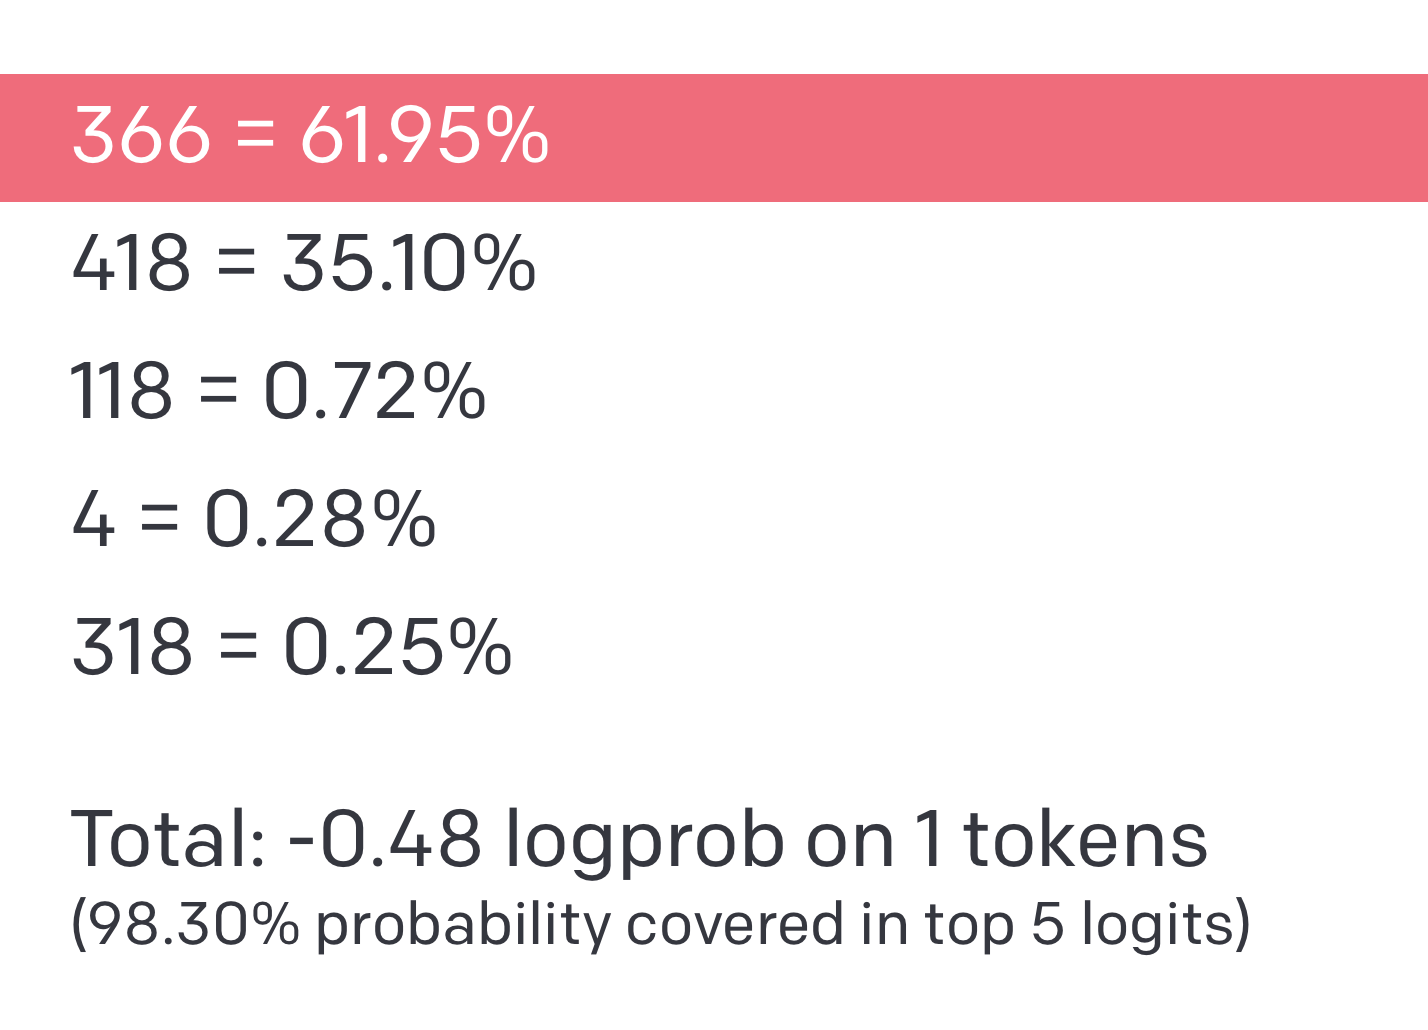 366 = 61.95%
418 = 35.10%
118 = 0.72%
4 = 0.28%
318 = 0.25%
Total: -0.48 logprob on 1 tokens
(98.30% probability covered in top 5 logits)